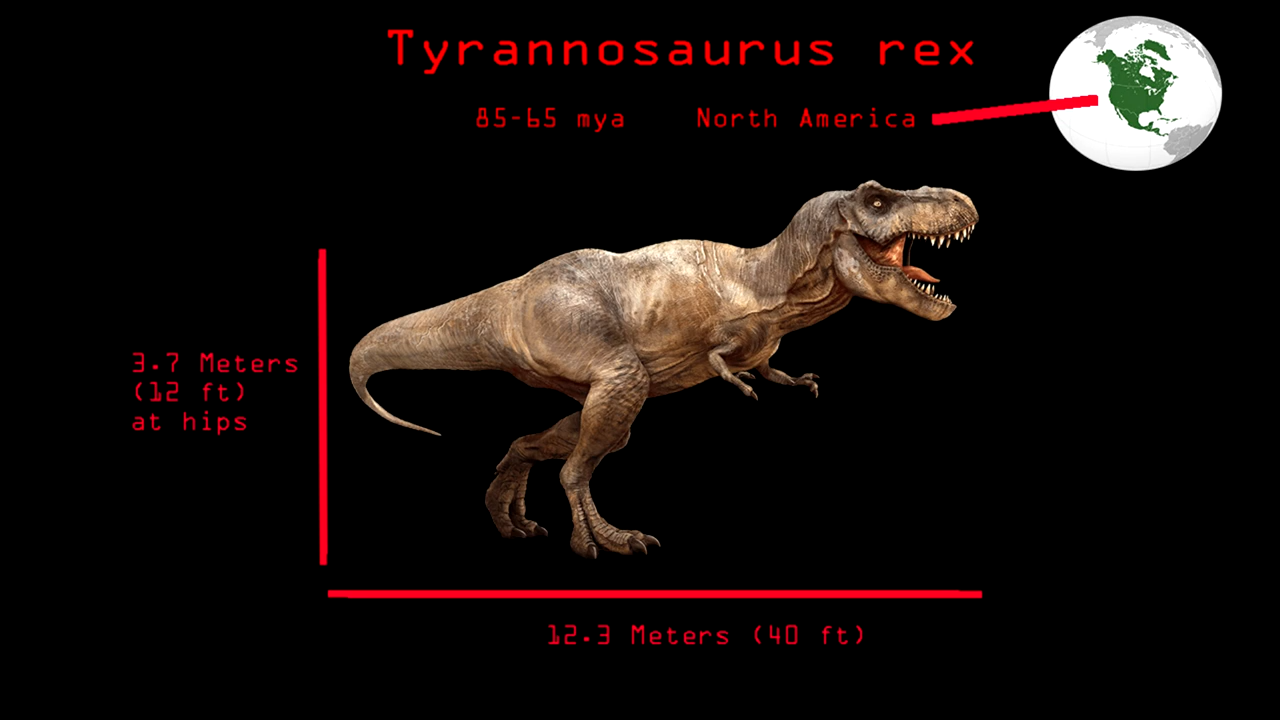 Tyrannosaurus rex
85-65 mya North America
3.7 Meters
(12 ft)
at hips
12.3 Meters (40 ft)